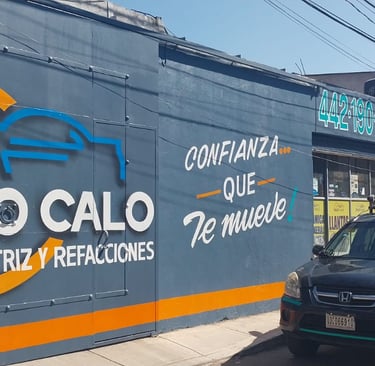 O CALO
TRIZ Y REFACCIONES
CONFIANZA...
QUE
Te mueve!
442·190